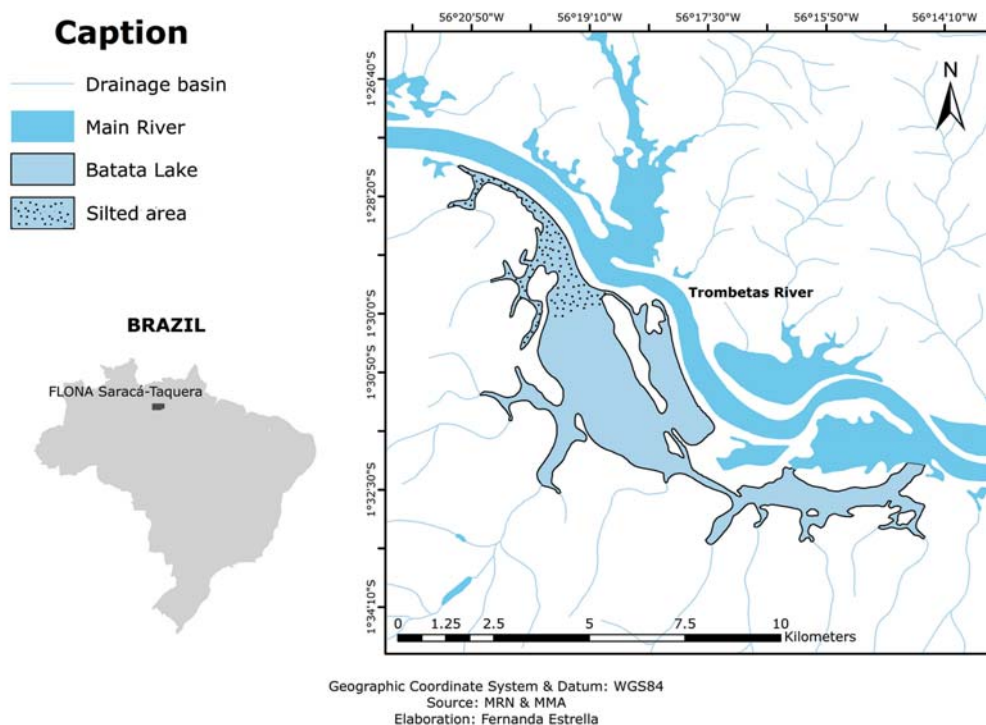 Caption
Drainage basin
Main River
Batata Lake
Silted area
BRAZIL
FLONA Saracá-Taquera
56°20'50"W 56°19'10"W 56°17'30"W 56°15'50"W 56°14'10"W
1°26'40"S
1°28'20"S
1°30'0"S
1°30'50"S
1°32'30"S
1°34'10"S
N
Trombetas River
0 1.25 2.5 5 7.5 10
Kilometers
Geographic Coordinate System & Datum: WGS84
Source: MRN & MMA
Elaboration: Fernanda Estrella